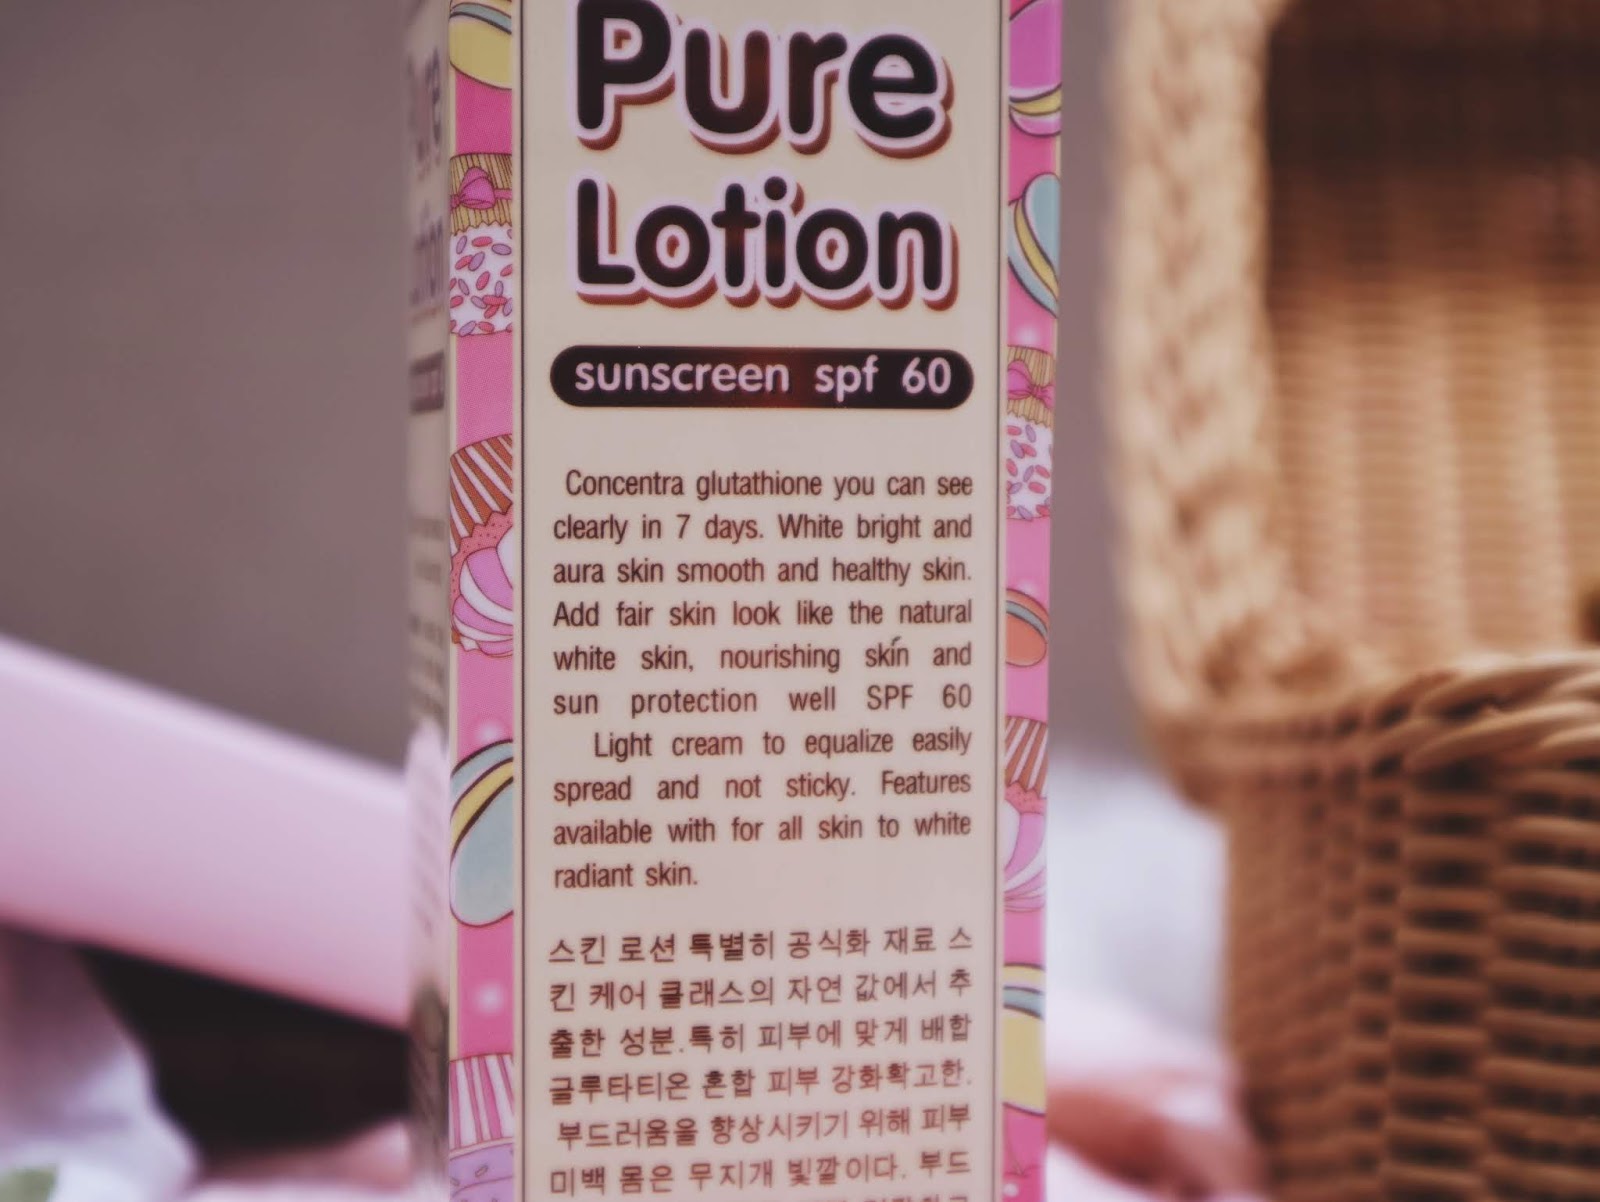 Pure
Lotion
sunscreen spf 60
Concentra glutathione you can see
clearly in 7 days. White bright and
aura skin smooth and healthy skin.
Add fair skin look like the natural
white skin, nourishing skín and
sun protection well SPF 60
Light cream to equalize easily
spread and not sticky. Features
available with for all skin to white
radiant skin.
스킨 로션 특별히 공식화 재료 스
킨 케어 클래스의 자연 값에서 추
출한 성분.특히 피부에 맞게 배합
글루타티온 혼합 피부 강화확고한.
부드러움을 향상시키기 위해 피부
미백 몸은 무지개 빛깔이다. 부드